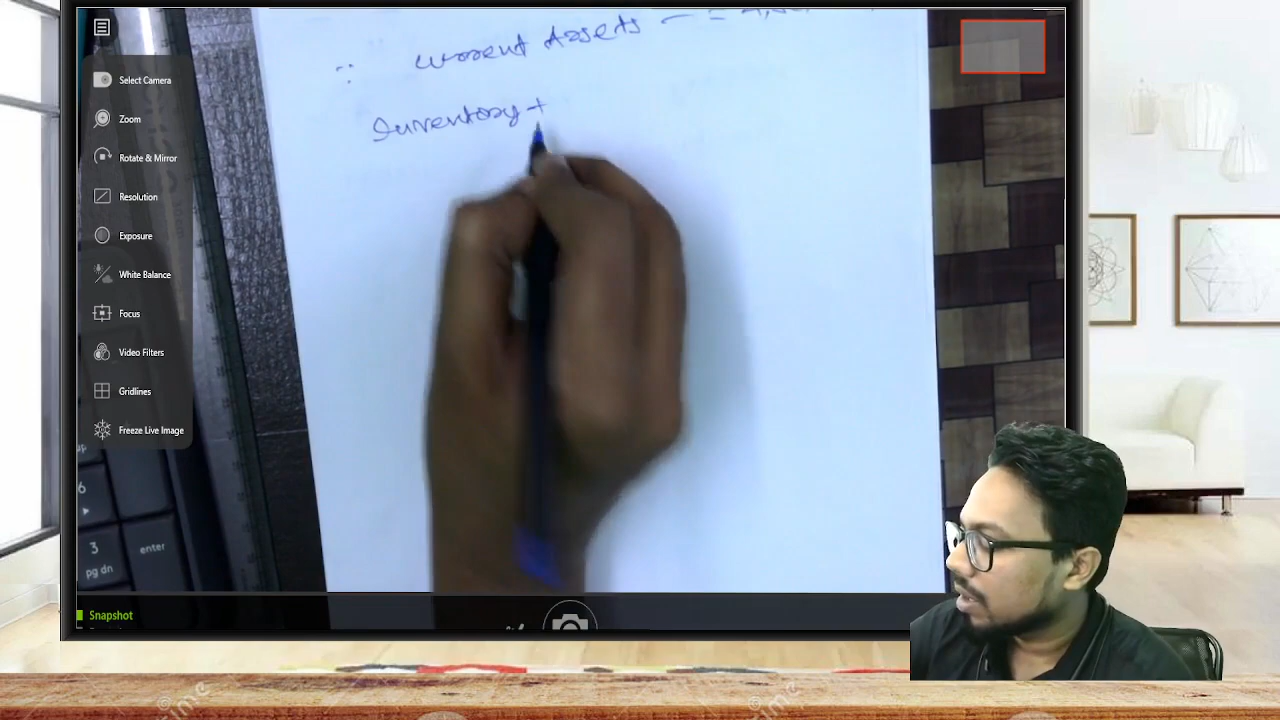 ∵ current Assets — =
Inventory +
Select Camera
Zoom
Rotate & Mirror
Resolution
Exposure
White Balance
Focus
Video Filters
Gridlines
Freeze Live Image
6
3
pg dn
enter
Snapshot